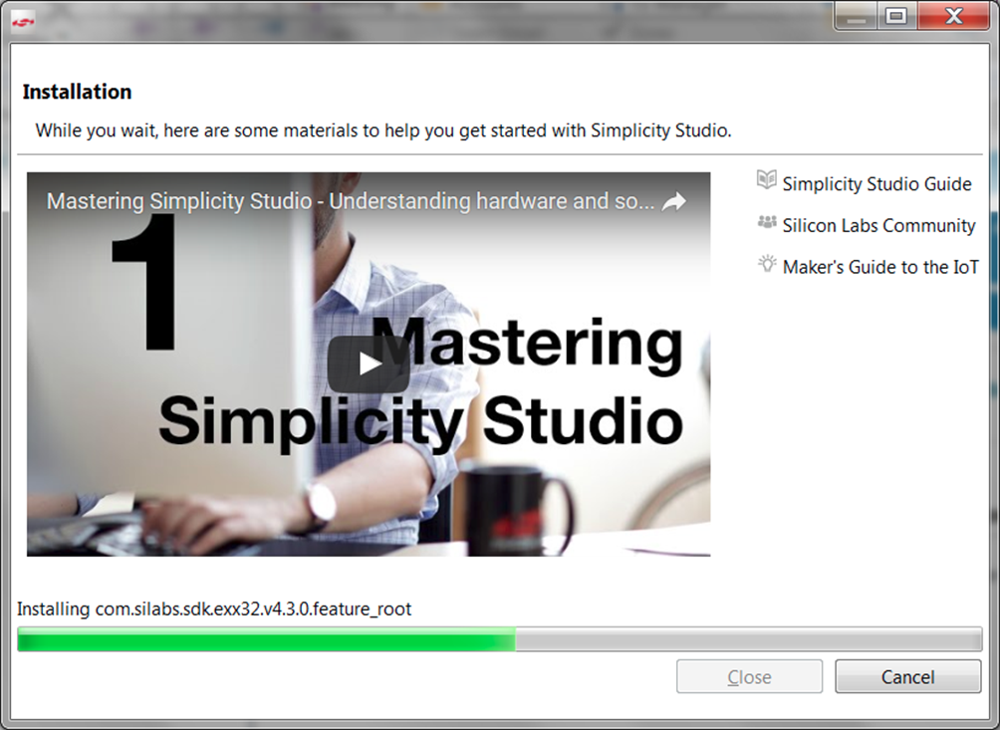 Installation
While you wait, here are some materials to help you get started with Simplicity Studio.
Mastering Simplicity Studio - Understanding hardware and so...
1
Mastering
Simplicity Studio
Simplicity Studio Guide
Silicon Labs Community
Maker's Guide to the IoT
Installing com.silabs.sdk.exx32.v4.3.0.feature_root
Close
Cancel